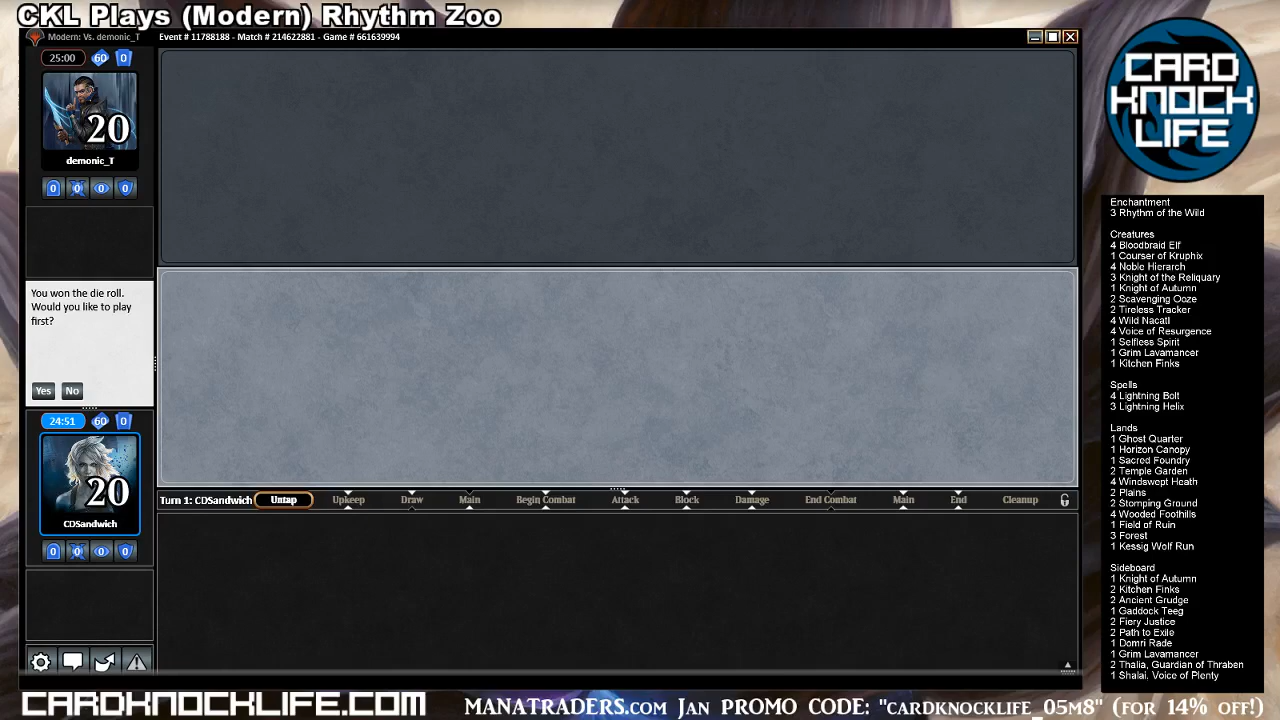 CKL Plays (Modern) Rhythm Zoo
Modern: Vs. demonic_T Event # 11788188 - Match # 214622881 - Game # 661639994
25:00 60 0
20
demonic_T
0 0 0 0
You won the die roll.
Would you like to play
first?
Yes No
24:51 60 0
20
CDSandwich
0 0 0 0
Turn 1: CDSandwich Untap Upkeep Draw Main Begin Combat Attack Block Damage End Combat Main End Cleanup
CARD
KNOCK
LIFE
Enchantment
3 Rhythm of the Wild
Creatures
4 Bloodbraid Elf
1 Courser of Kruphix
4 Noble Hierarch
3 Knight of the Reliquary
1 Knight of Autumn
2 Scavenging Ooze
2 Tireless Tracker
4 Wild Nacatl
4 Voice of Resurgence
1 Selfless Spirit
1 Grim Lavamancer
1 Kitchen Finks
Spells
4 Lightning Bolt
3 Lightning Helix
Lands
1 Ghost Quarter
1 Horizon Canopy
1 Sacred Foundry
2 Temple Garden
4 Windswept Heath
2 Plains
2 Stomping Ground
4 Wooded Foothills
1 Field of Ruin
3 Forest
1 Kessig Wolf Run
Sideboard
1 Knight of Autumn
2 Kitchen Finks
2 Ancient Grudge
1 Gaddock Teeg
2 Fiery Justice
2 Path to Exile
1 Domri Rade
1 Grim Lavamancer
2 Thalia, Guardian of Thraben
1 Shalai, Voice of Plenty
CARDKNOCKLIFE.COM MANATRADERS.COM JAN PROMO CODE: "CARDKNOCKLIFE_05M8" (FOR 14% OFF!)